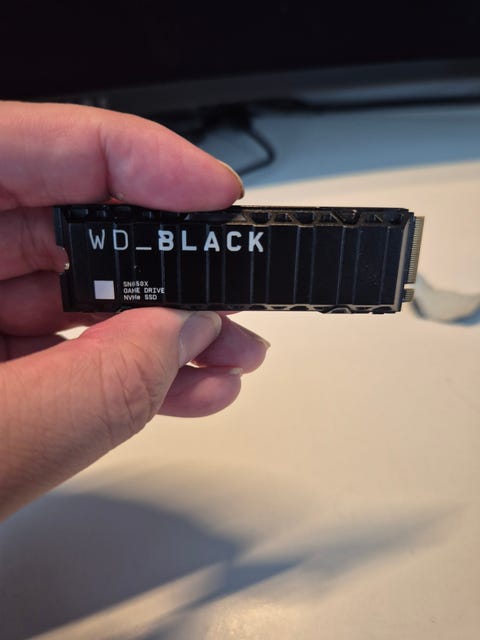 WD_BLACK
SN850X
GAME DRIVE
NVMe SSD